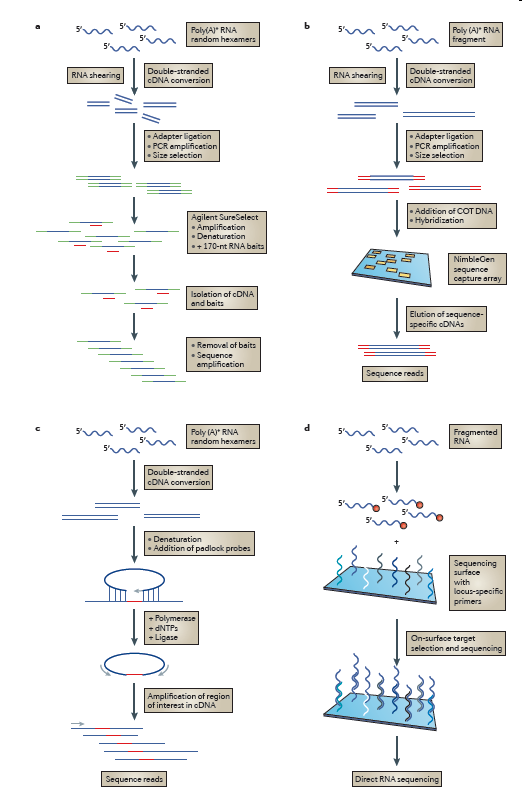 a
5′
5′
5′
5′
Poly(A)⁺ RNA
random hexamers
RNA shearing
Double-stranded
cDNA conversion
• Adapter ligation
• PCR amplification
• Size selection
Agilent SureSelect
• Amplification
• Denaturation
• + 170-nt RNA baits
Isolation of cDNA
and baits
• Removal of baits
• Sequence
amplification
b
5′
5′
5′
5′
Poly (A)⁺ RNA
fragment
RNA shearing
Double-stranded
cDNA conversion
• Adapter ligation
• PCR amplification
• Size selection
• Addition of COT DNA
• Hybridization
NimbleGen
sequence
capture array
Elution of sequence-
specific cDNAs
Sequence reads
c
5′
5′
5′
5′
Poly (A)⁺ RNA
random hexamers
Double-stranded
cDNA conversion
• Denaturation
• Addition of padlock probes
+ Polymerase
+ dNTPs
+ Ligase
Amplification of region
of interest in cDNA
Sequence reads
d
5′
5′
5′
5′
Fragmented
RNA
5′
5′
5′
5′
+
Sequencing
surface
with
locus-specific
primers
On-surface target
selection and sequencing
Direct RNA sequencing